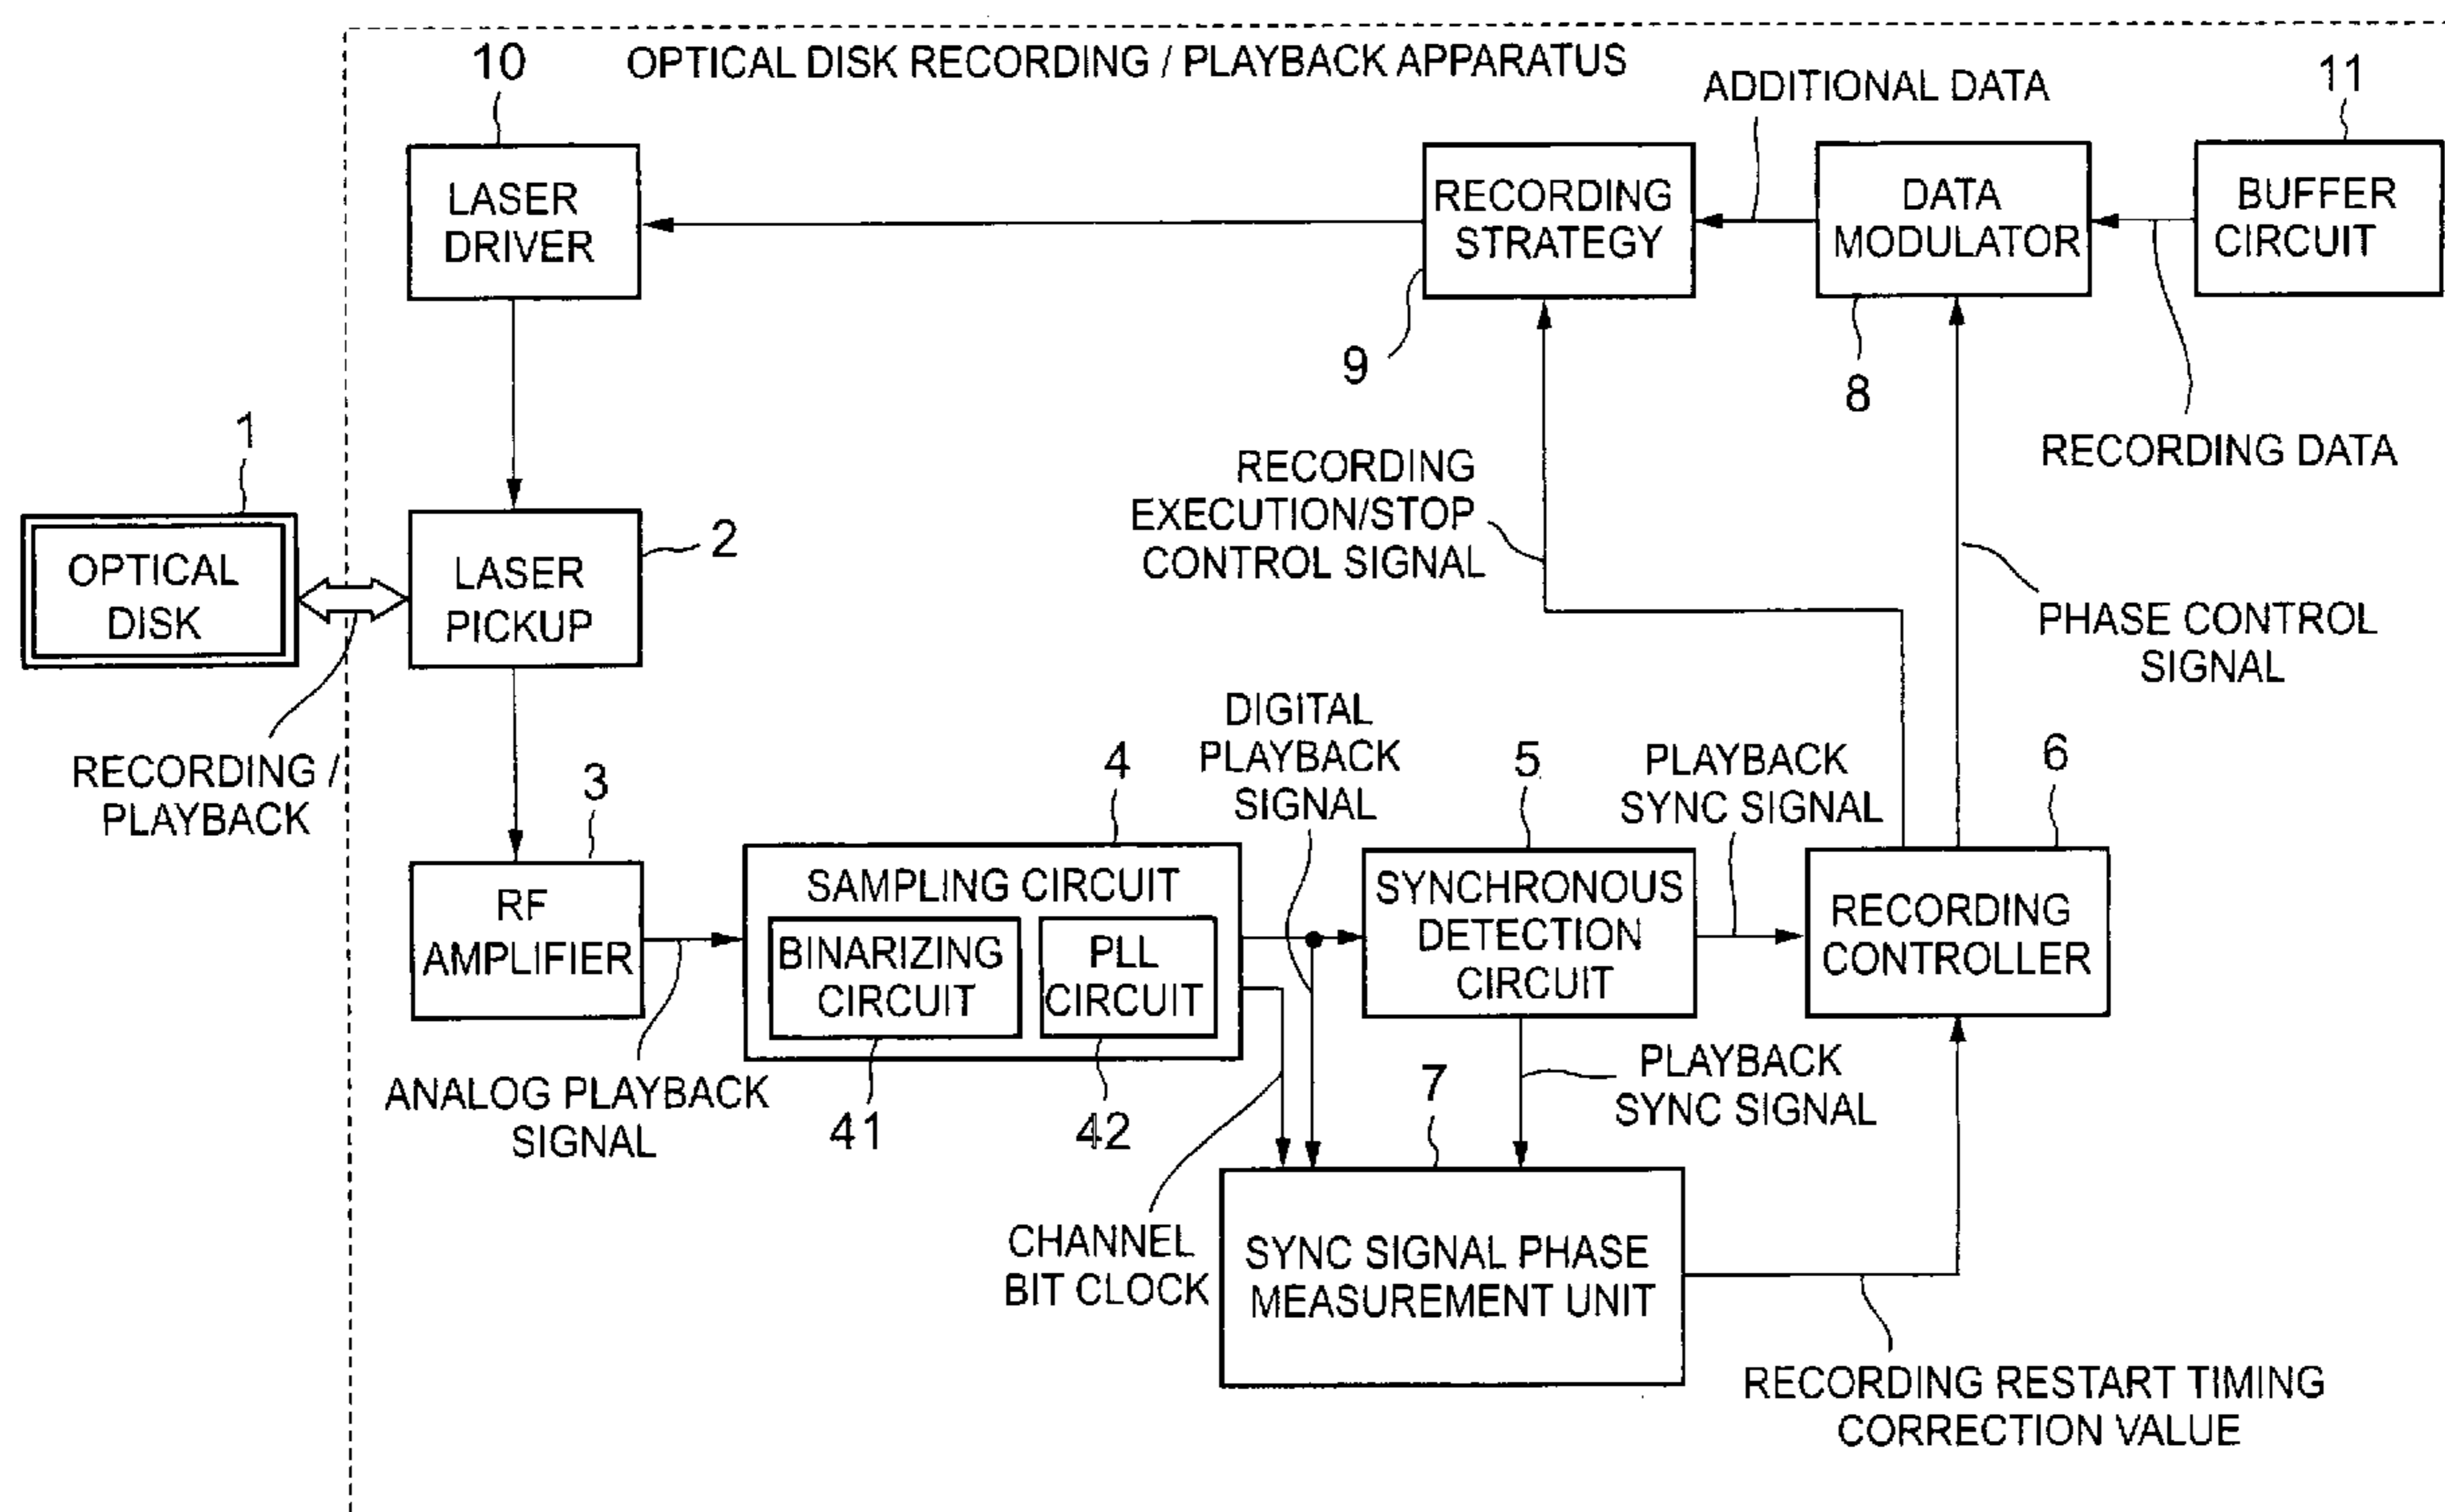 OPTICAL DISK RECORDING / PLAYBACK APPARATUS
10
LASER
DRIVER
RECORDING
STRATEGY
9
ADDITIONAL DATA
DATA
MODULATOR
8
11
BUFFER
CIRCUIT
RECORDING DATA
1
OPTICAL
DISK
RECORDING /
PLAYBACK
LASER
PICKUP
2
RECORDING
EXECUTION/STOP
CONTROL SIGNAL
PHASE CONTROL
SIGNAL
3
RF
AMPLIFIER
ANALOG PLAYBACK
SIGNAL
4
SAMPLING CIRCUIT
BINARIZING
CIRCUIT
41
PLL
CIRCUIT
42
DIGITAL
PLAYBACK
SIGNAL
5
SYNCHRONOUS
DETECTION
CIRCUIT
PLAYBACK
SYNC SIGNAL
6
RECORDING
CONTROLLER
PLAYBACK
SYNC SIGNAL
CHANNEL
BIT CLOCK
7
SYNC SIGNAL PHASE
MEASUREMENT UNIT
RECORDING RESTART TIMING
CORRECTION VALUE